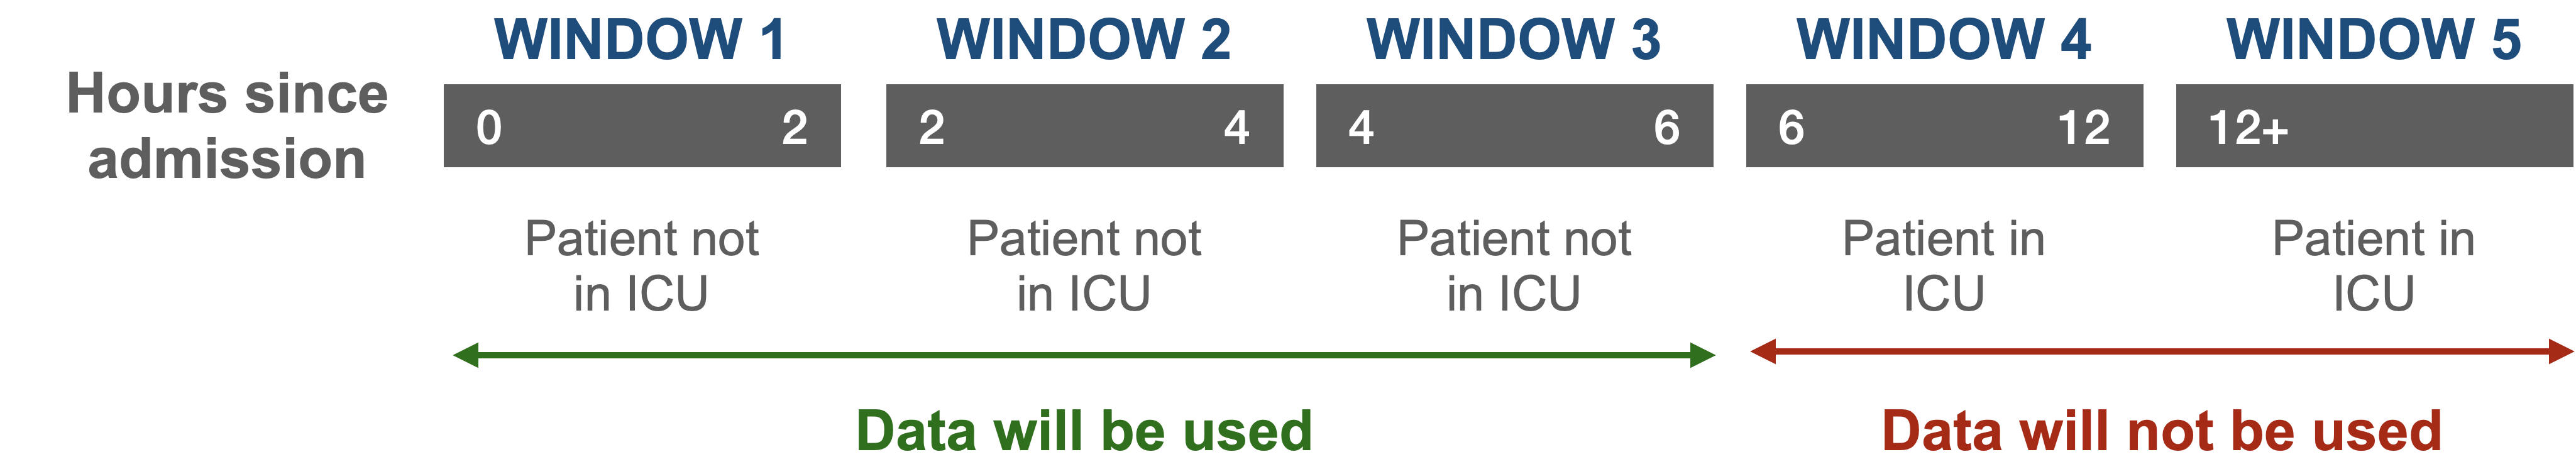 WINDOW 1 WINDOW 2 WINDOW 3 WINDOW 4 WINDOW 5
Hours since
admission
0 2 2 4 4 6 6 12 12+
Patient not
in ICU
Patient not
in ICU
Patient not
in ICU
Patient in
ICU
Patient in
ICU
Data will be used
Data will not be used